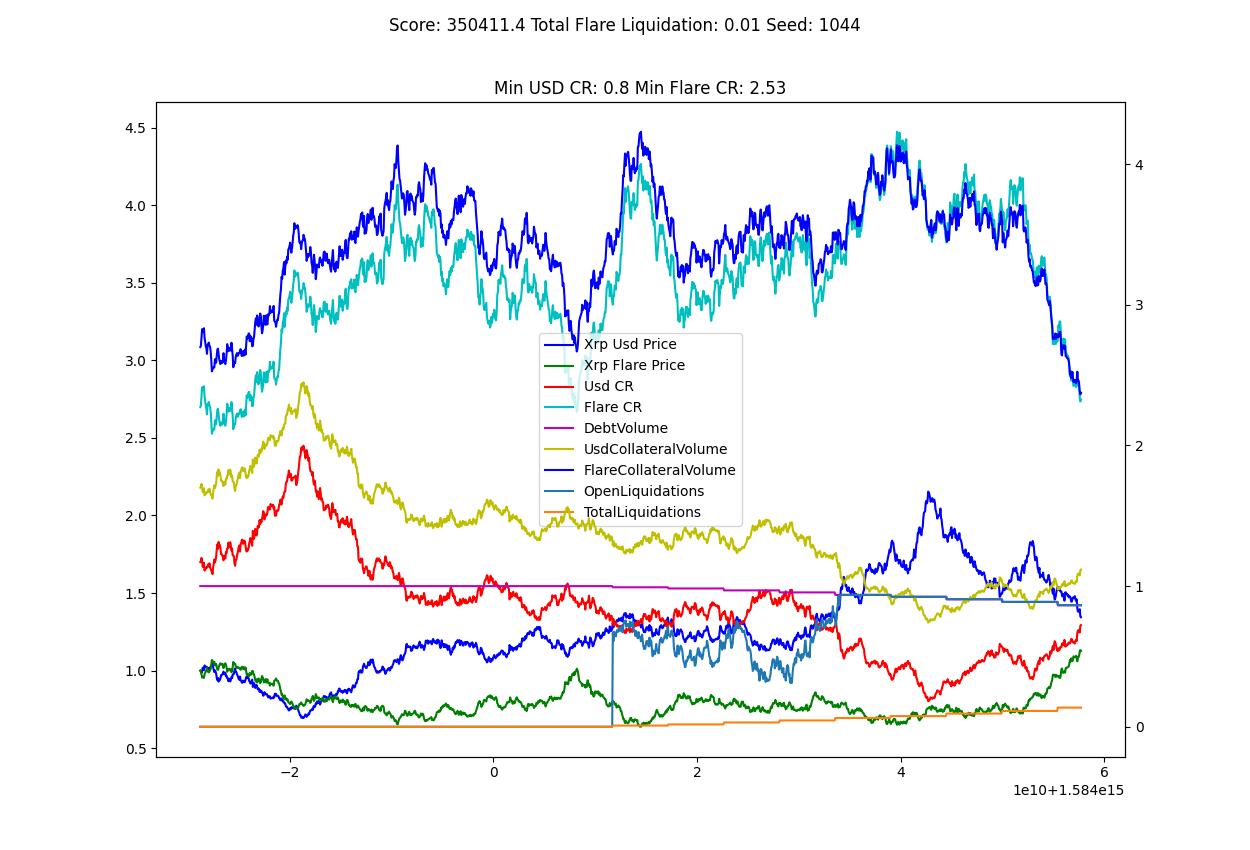 Score: 350411.4 Total Flare Liquidation: 0.01 Seed: 1044
Min USD CR: 0.8 Min Flare CR: 2.53
4.5
4.0
3.5
3.0
2.5
2.0
1.5
1.0
0.5
4
3
2
1
0
Xrp Usd Price
Xrp Flare Price
Usd CR
Flare CR
DebtVolume
UsdCollateralVolume
FlareCollateralVolume
OpenLiquidations
TotalLiquidations
−2
0
2
4
6
1e10+1.584e15